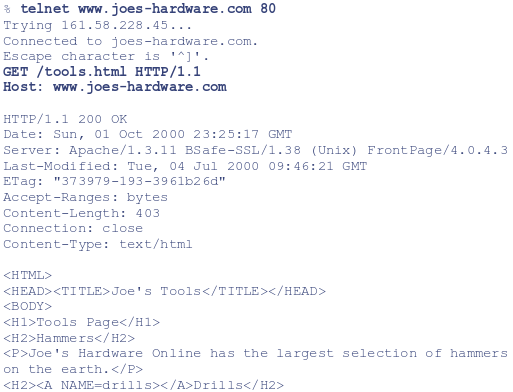 % telnet www.joes-hardware.com 80
Trying 161.58.228.45...
Connected to joes-hardware.com.
Escape character is '^]'.
GET /tools.html HTTP/1.1
Host: www.joes-hardware.com

HTTP/1.1 200 OK
Date: Sun, 01 Oct 2000 23:25:17 GMT
Server: Apache/1.3.11 BSafe-SSL/1.38 (Unix) FrontPage/4.0.4.3
Last-Modified: Tue, 04 Jul 2000 09:46:21 GMT
ETag: "373979-193-3961b26d"
Accept-Ranges: bytes
Content-Length: 403
Connection: close
Content-Type: text/html

<HTML>
<HEAD><TITLE>Joe's Tools</TITLE></HEAD>
<BODY>
<H1>Tools Page</H1>
<H2>Hammers</H2>
<P>Joe's Hardware Online has the largest selection of hammers
on the earth.</P>
<H2><A NAME=drills></A>Drills</H2>